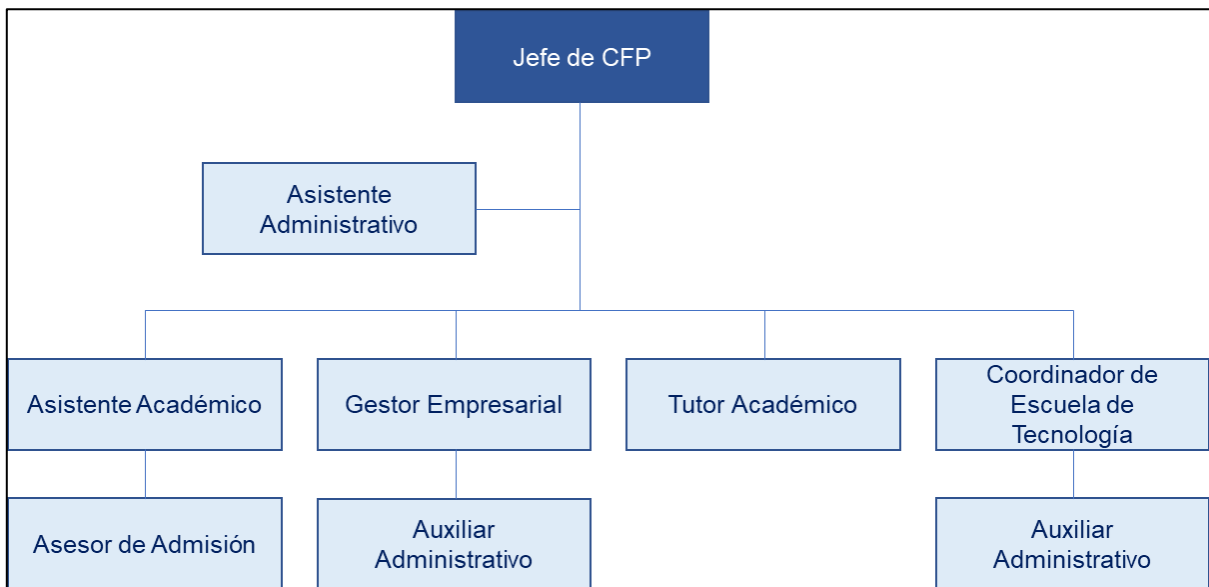 Jefe de CFP
Asistente
Administrativo
Asistente Académico
Gestor Empresarial
Tutor Académico
Coordinador de
Escuela de
Tecnología
Asesor de Admisión
Auxiliar
Administrativo
Auxiliar
Administrativo